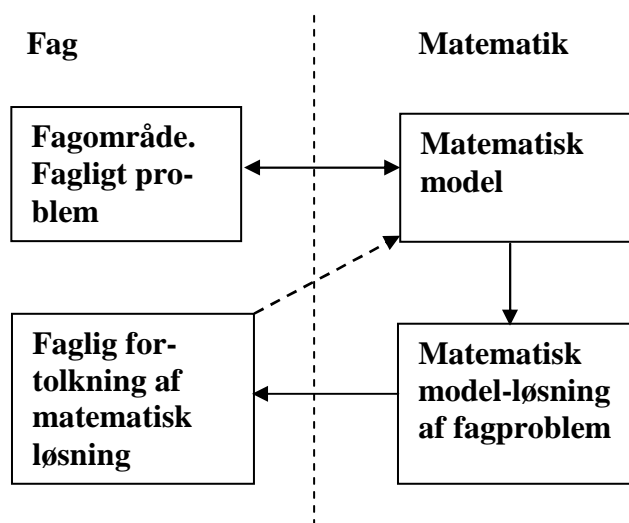 Fag
Matematik
Fagområde.
Fagligt pro-
blem
Matematisk
model
Faglig for-
tolkning af
matematisk
løsning
Matematisk
model-løsning
af fagproblem